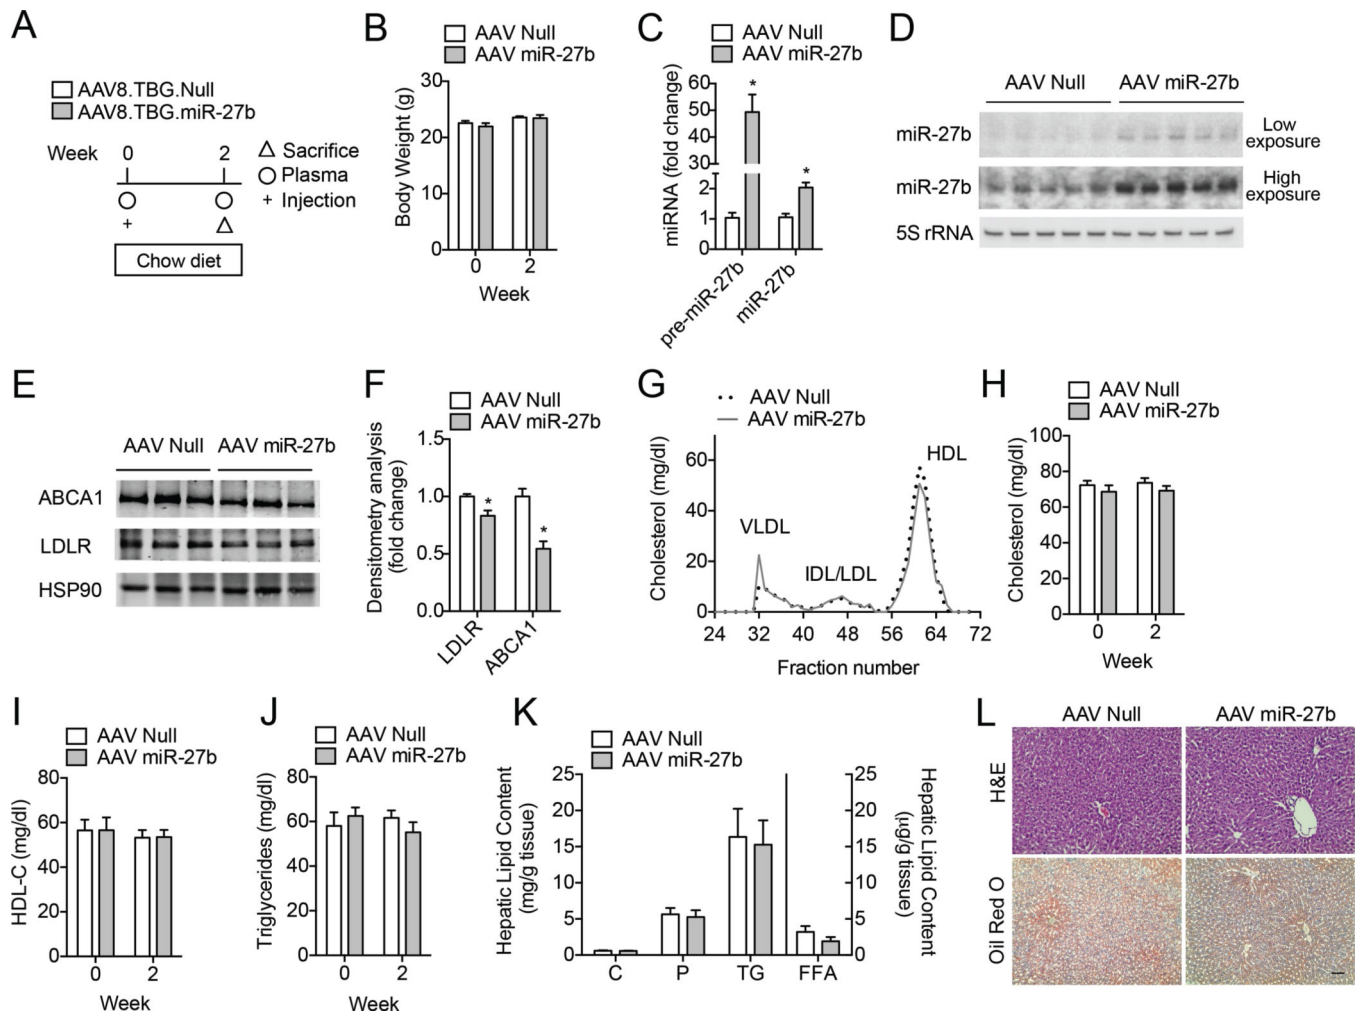 A
AAV8.TBG.Null
AAV8.TBG.miR-27b
Week 0 2
△ Sacrifice
○ Plasma
+ Injection
+
Chow diet
B
AAV Null
AAV miR-27b
Body Weight (g)
30
20
10
0
0 2
Week
C
AAV Null
AAV miR-27b
miRNA (fold change)
60
50
40
30
2
1
0
*
*
pre-miR-27b
miR-27b
D
AAV Null AAV miR-27b
miR-27b Low exposure
miR-27b High exposure
5S rRNA
E
AAV Null AAV miR-27b
ABCA1
LDLR
HSP90
F
AAV Null
AAV miR-27b
Densitometry analysis
(fold change)
1.5
1.0
0.5
0.0
*
*
LDLR
ABCA1
G
AAV Null
AAV miR-27b
Cholesterol (mg/dl)
60
40
20
0
VLDL
IDL/LDL
HDL
24 32 40 48 56 64 72
Fraction number
H
AAV Null
AAV miR-27b
Cholesterol (mg/dl)
100
80
60
40
20
0
0 2
Week
I
AAV Null
AAV miR-27b
HDL-C (mg/dl)
80
60
40
20
0
0 2
Week
J
AAV Null
AAV miR-27b
Triglycerides (mg/dl)
80
60
40
20
0
0 2
Week
K
AAV Null
AAV miR-27b
Hepatic Lipid Content
(mg/g tissue)
25
20
15
10
5
0
C P TG FFA
25
20
15
10
5
0
Hepatic Lipid Content
(µg/g tissue)
L
AAV Null AAV miR-27b
H&E
Oil Red O